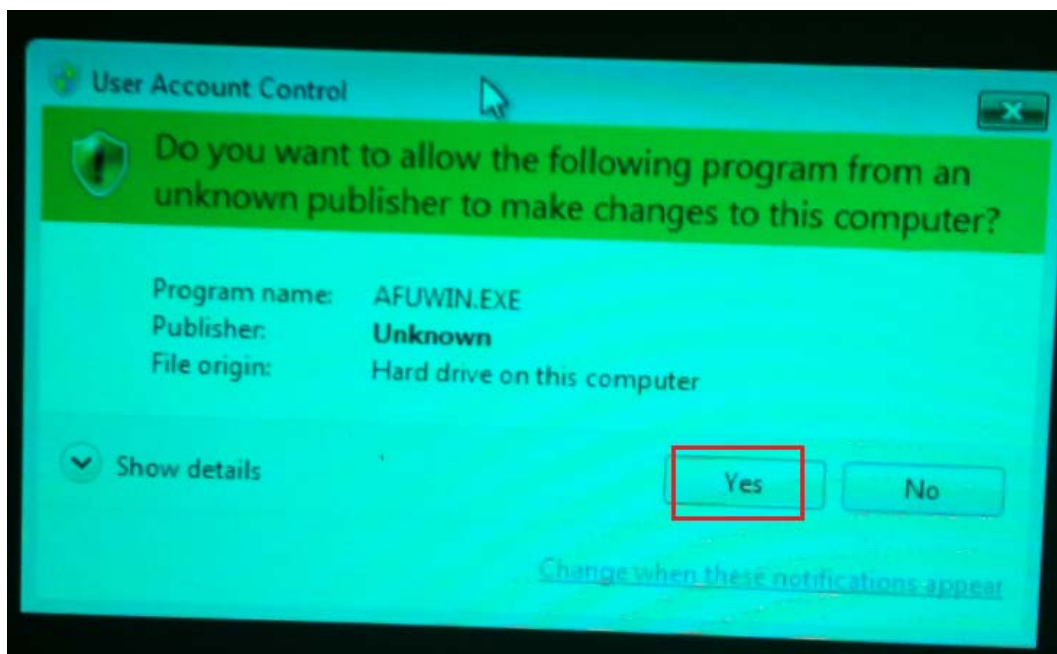 User Account Control
Do you want to allow the following program from an
unknown publisher to make changes to this computer?
Program name: AFUWIN.EXE
Publisher: Unknown
File origin: Hard drive on this computer
Show details
Yes
No
Change when these notifications appear